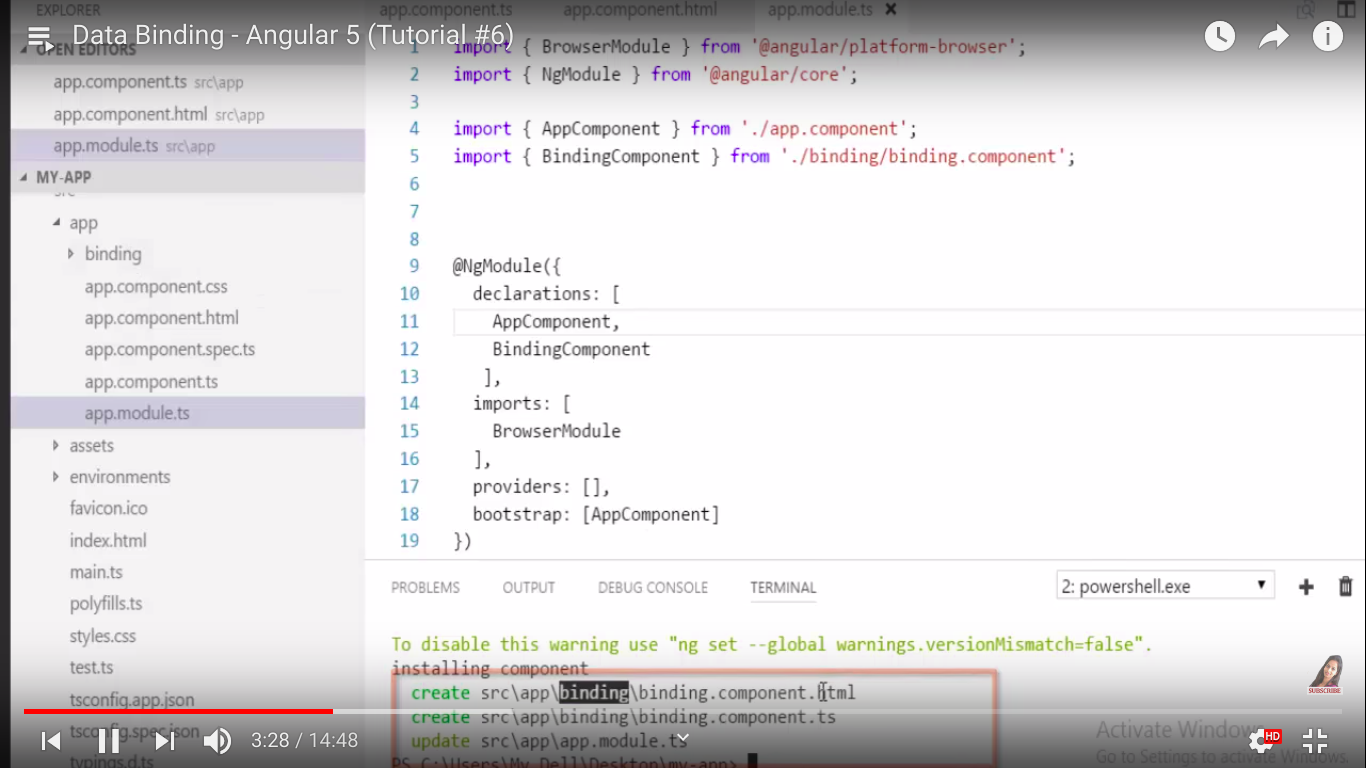 EXPLORER
app.component.ts app.component.html app.module.ts
Data Binding - Angular 5 (Tutorial #6)
OPEN EDITORS
app.component.ts src\app
app.component.html src\app
app.module.ts src\app
MY-APP
src
app
binding
app.component.css
app.component.html
app.component.spec.ts
app.component.ts
app.module.ts
assets
environments
favicon.ico
index.html
main.ts
polyfills.ts
styles.css
test.ts
tsconfig.app.json
tsconfig.spec.json
typings.d.ts
1 import { BrowserModule } from '@angular/platform-browser';
2 import { NgModule } from '@angular/core';
3
4 import { AppComponent } from './app.component';
5 import { BindingComponent } from './binding/binding.component';
6
7
8
9 @NgModule({
10 declarations: [
11 AppComponent,
12 BindingComponent
13 ],
14 imports: [
15 BrowserModule
16 ],
17 providers: [],
18 bootstrap: [AppComponent]
19 })
PROBLEMS OUTPUT DEBUG CONSOLE TERMINAL 2: powershell.exe
To disable this warning use "ng set --global warnings.versionMismatch=false".
installing component
create src\app\binding\binding.component.html
create src\app\binding\binding.component.ts
update src\app\app.module.ts
PS C:\Users\My Dell\Desktop\my-app>
SUBSCRIBE
Activate Windows
Go to Settings to activate Windows.
3:28 / 14:48
HD